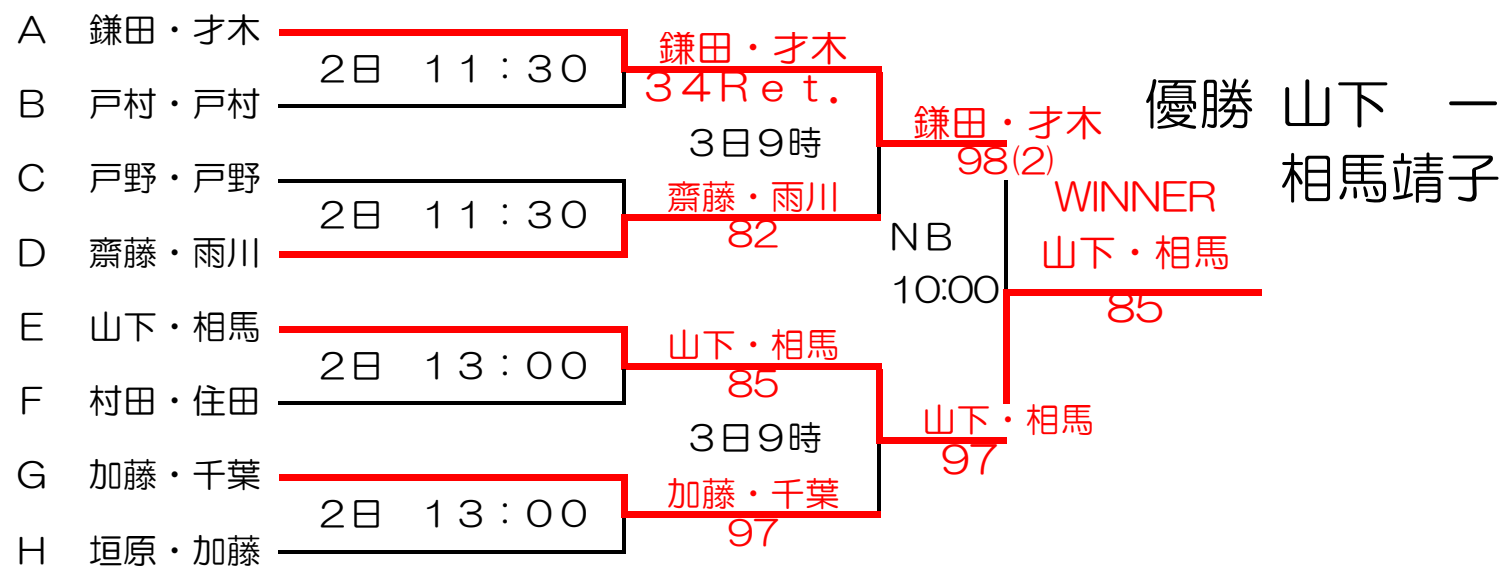 A 鎌田・才木
2日 11:30
B 戸村・戸村
鎌田・才木
34Ret.
3日9時
C 戸野・戸野
2日 11:30
D 齋藤・雨川
齋藤・雨川
82
鎌田・才木
98(2)
E 山下・相馬
2日 13:00
F 村田・住田
山下・相馬
85
3日9時
G 加藤・千葉
2日 13:00
H 垣原・加藤
加藤・千葉
97
山下・相馬
97
NB
10:00
WINNER
山下・相馬
85
優勝 山下 一
相馬靖子